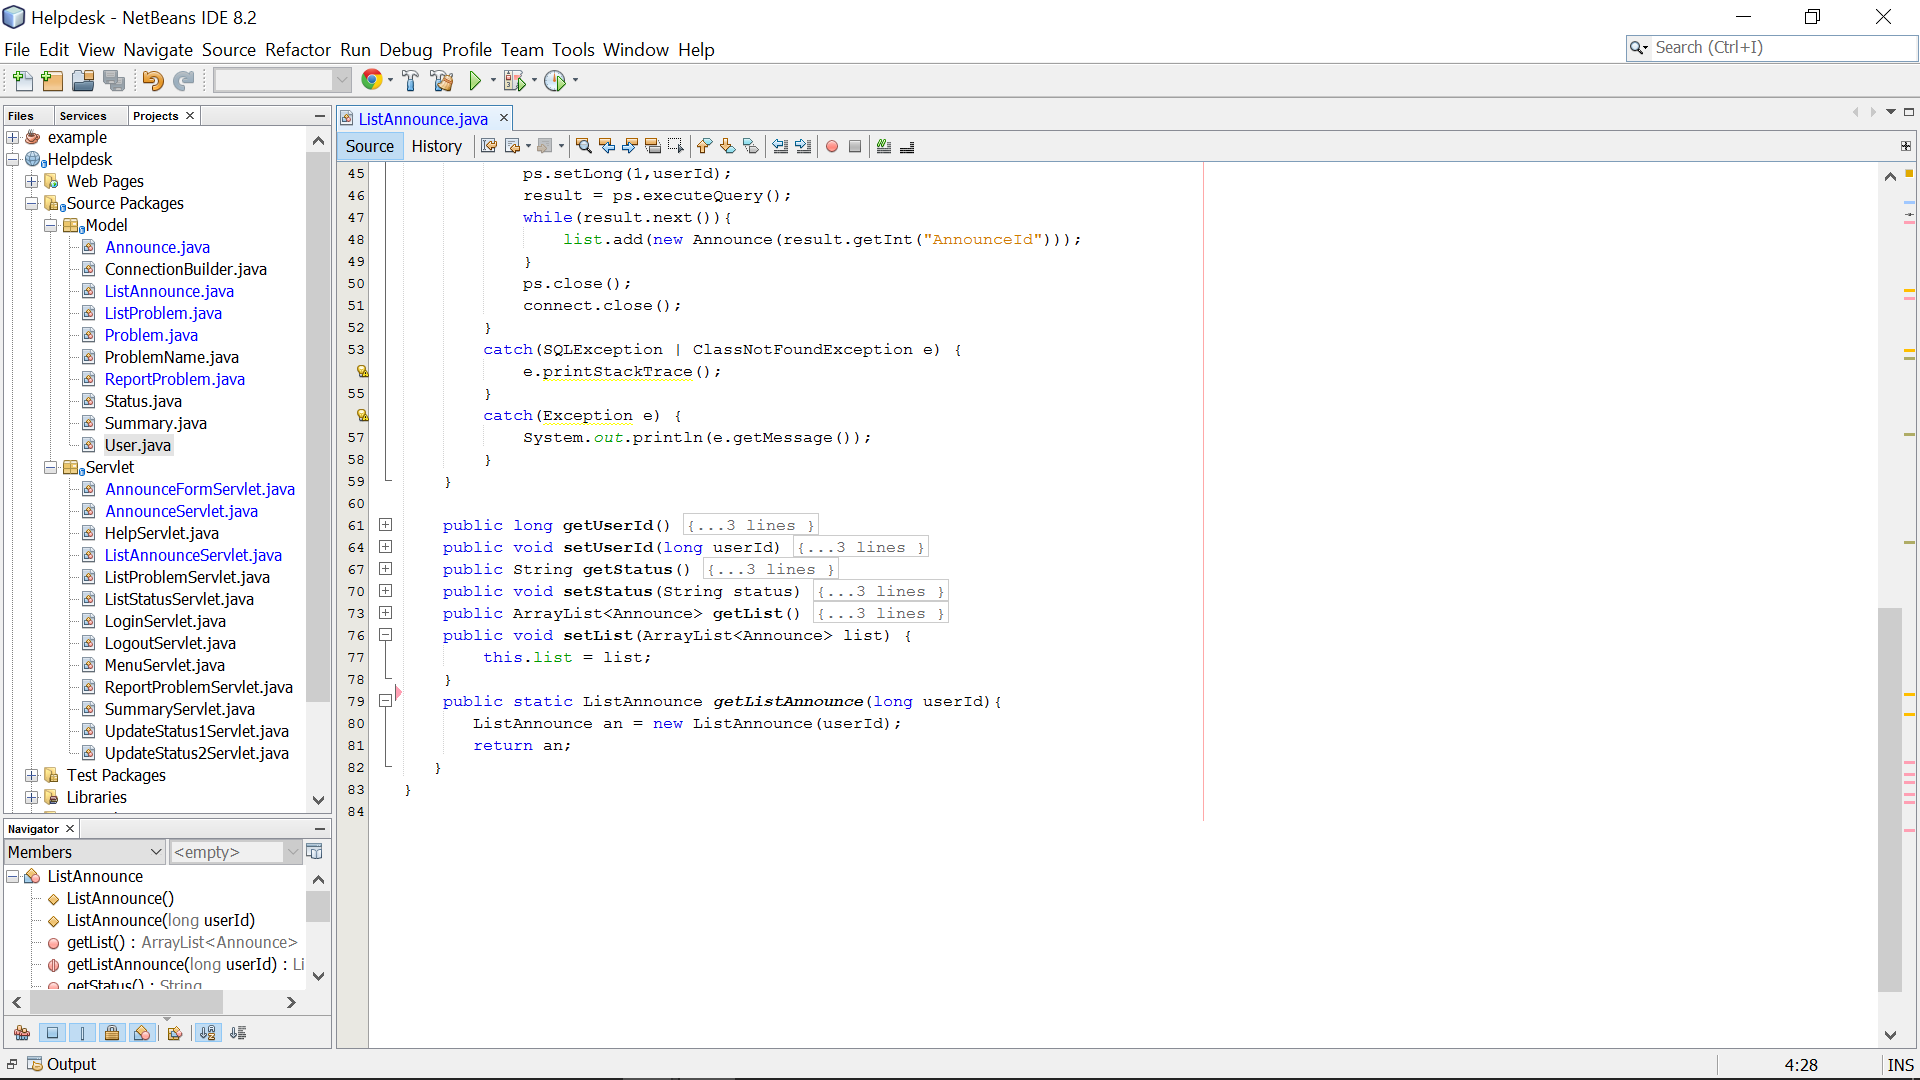 Helpdesk - NetBeans IDE 8.2
File Edit View Navigate Source Refactor Run Debug Profile Team Tools Window Help
Search (Ctrl+I)
Files Services Projects
example
Helpdesk
Web Pages
Source Packages
Model
Announce.java
ConnectionBuilder.java
ListAnnounce.java
ListProblem.java
Problem.java
ProblemName.java
ReportProblem.java
Status.java
Summary.java
User.java
Servlet
AnnounceFormServlet.java
AnnounceServlet.java
HelpServlet.java
ListAnnounceServlet.java
ListProblemServlet.java
ListStatusServlet.java
LoginServlet.java
LogoutServlet.java
MenuServlet.java
ReportProblemServlet.java
SummaryServlet.java
UpdateStatus1Servlet.java
UpdateStatus2Servlet.java
Test Packages
Libraries
Navigator
Members <empty>
ListAnnounce
ListAnnounce()
ListAnnounce(long userId)
getList() : ArrayList<Announce>
getListAnnounce(long userId) : Li
getStatus() : String
ListAnnounce.java
Source History
45 ps.setLong(1,userId);
46 result = ps.executeQuery();
47 while(result.next()){
48 list.add(new Announce(result.getInt("AnnounceId")));
49 }
50 ps.close();
51 connect.close();
52 }
53 catch(SQLException | ClassNotFoundException e) {
e.printStackTrace();
55 }
catch(Exception e) {
57 System.out.println(e.getMessage());
58 }
59 }
60
61 public long getUserId() {...3 lines }
64 public void setUserId(long userId) {...3 lines }
67 public String getStatus() {...3 lines }
70 public void setStatus(String status) {...3 lines }
73 public ArrayList<Announce> getList() {...3 lines }
76 public void setList(ArrayList<Announce> list) {
77 this.list = list;
78 }
79 public static ListAnnounce getListAnnounce(long userId){
80 ListAnnounce an = new ListAnnounce(userId);
81 return an;
82 }
83 }
84
Output
4:28 INS